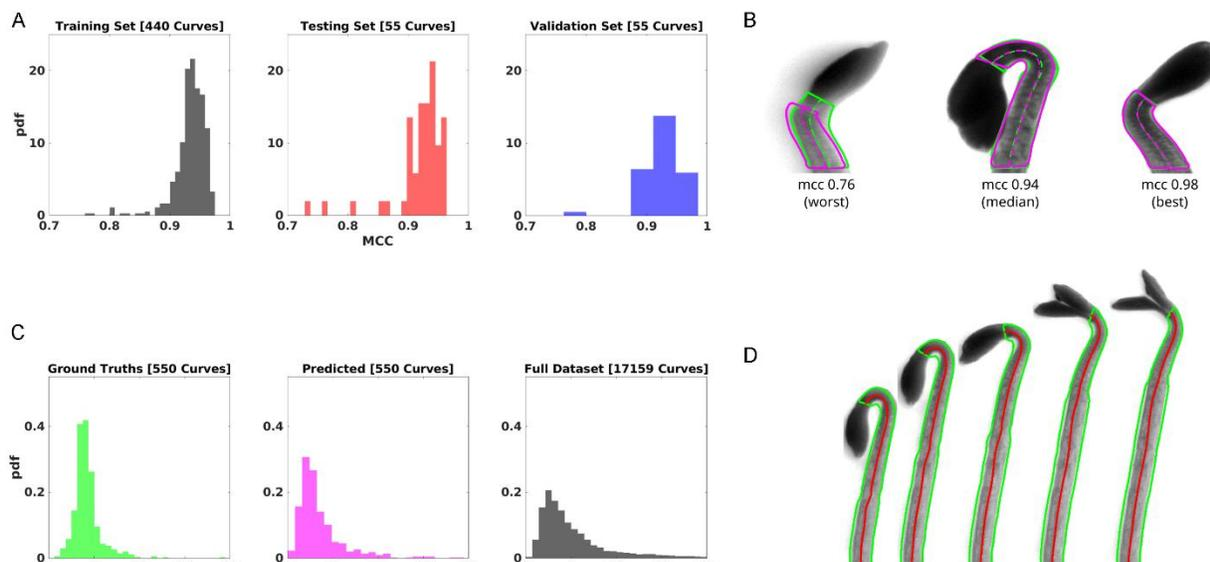 A
Training Set [440 Curves]
Testing Set [55 Curves]
Validation Set [55 Curves]
pdf
20
10
0
0.7 0.8 0.9 1
20
10
0
0.7 0.8 0.9 1
MCC
20
10
0
0.7 0.8 0.9 1
B
mcc 0.76
(worst)
mcc 0.94
(median)
mcc 0.98
(best)
C
Ground Truths [550 Curves]
Predicted [550 Curves]
Full Dataset [17159 Curves]
pdf
0.4
0.2
0
0.4
0.2
0
0.4
0.2
0
D